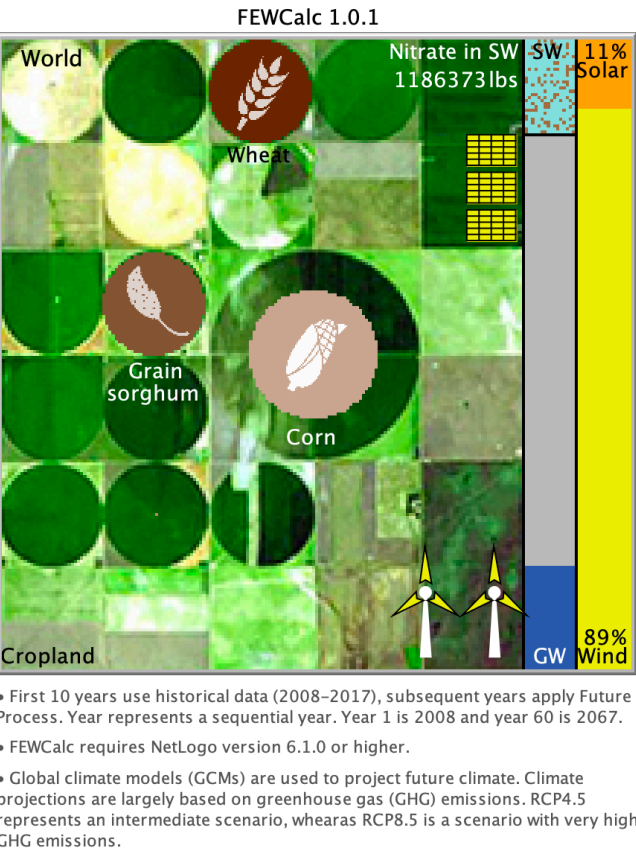 FEWCalc 1.0.1
World
Nitrate in SW
1186373lbs
SW
11%
Solar
Wheat
Grain
sorghum
Corn
Cropland
GW
89%
Wind
• First 10 years use historical data (2008-2017), subsequent years apply Future
Process. Year represents a sequential year. Year 1 is 2008 and year 60 is 2067.
• FEWCalc requires NetLogo version 6.1.0 or higher.
• Global climate models (GCMs) are used to project future climate. Climate
projections are largely based on greenhouse gas (GHG) emissions. RCP4.5
represents an intermediate scenario, whearas RCP8.5 is a scenario with very high
GHG emissions.